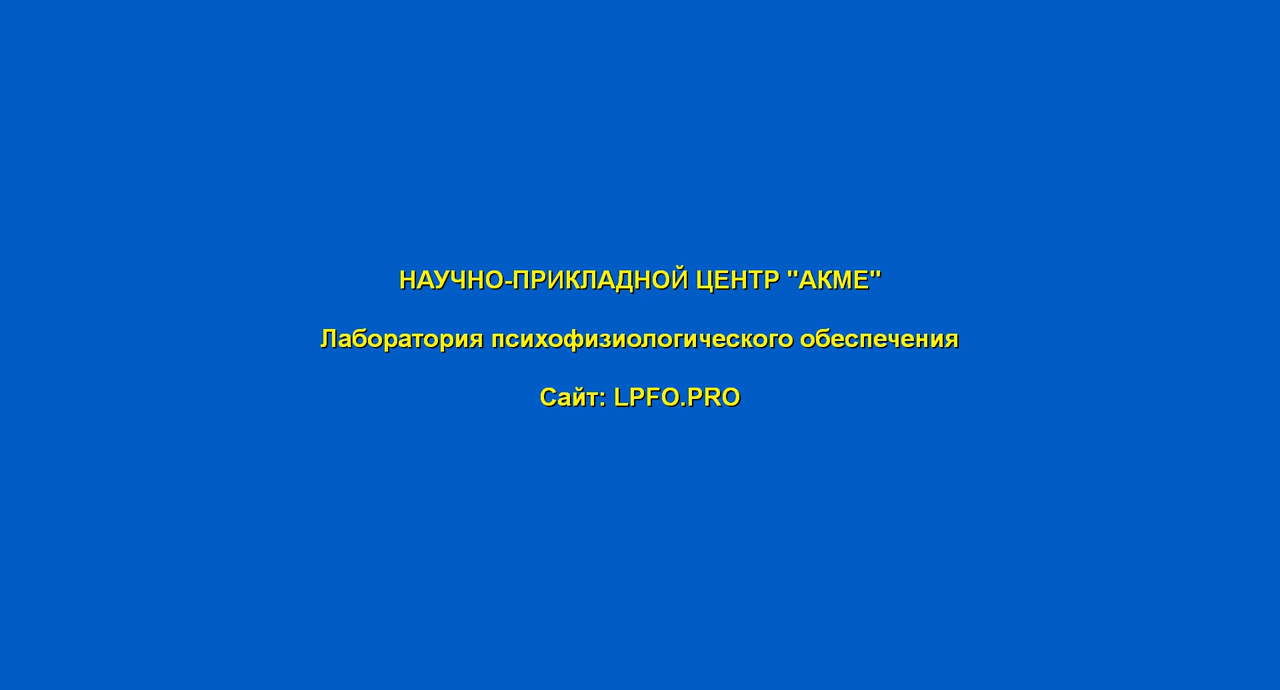 НАУЧНО-ПРИКЛАДНОЙ ЦЕНТР "АКМЕ"
Лаборатория психофизиологического обеспечения
Сайт: LPFO.PRO